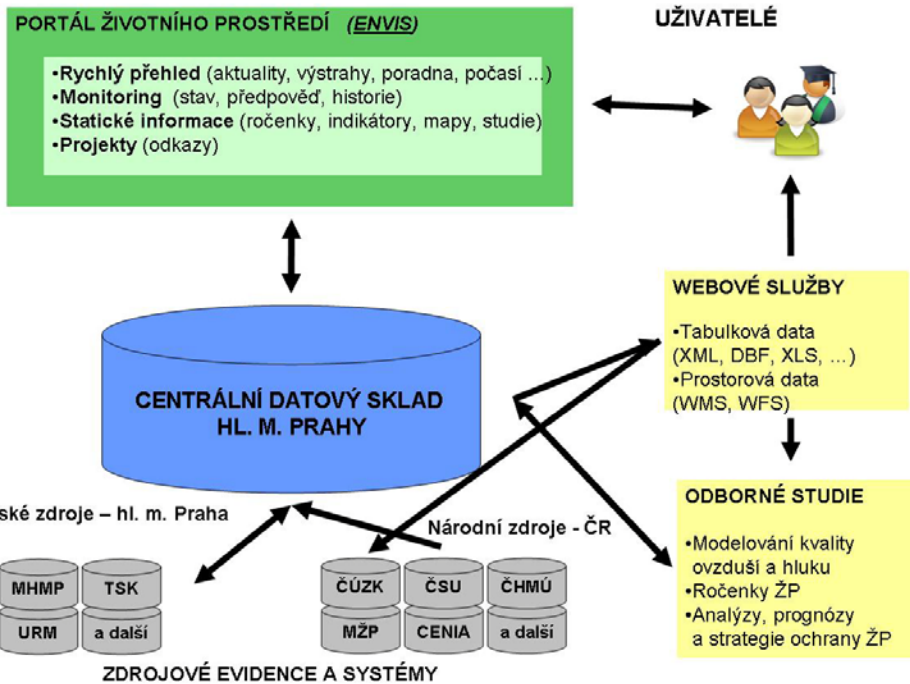 PORTÁL ŽIVOTNÍHO PROSTŘEDÍ (ENVIS)
•Rychlý přehled (aktuality, výstrahy, poradna, počasí ...)
•Monitoring (stav, předpověď, historie)
•Statické informace (ročenky, indikátory, mapy, studie)
•Projekty (odkazy)
UŽIVATELÉ
WEBOVÉ SLUŽBY
•Tabulková data
(XML, DBF, XLS, ...)
•Prostorová data
(WMS, WFS)
CENTRÁLNÍ DATOVÝ SKLAD
HL. M. PRAHY
ODBORNÉ STUDIE
•Modelování kvality
ovzduší a hluku
•Ročenky ŽP
•Analýzy, prognózy
a strategie ochrany ŽP
ské zdroje – hl. m. Praha
MHMP TSK
URM a další
Národní zdroje - ČR
ČÚZK ČSU ČHMÚ
MŽP CENIA a další
ZDROJOVÉ EVIDENCE A SYSTÉMY